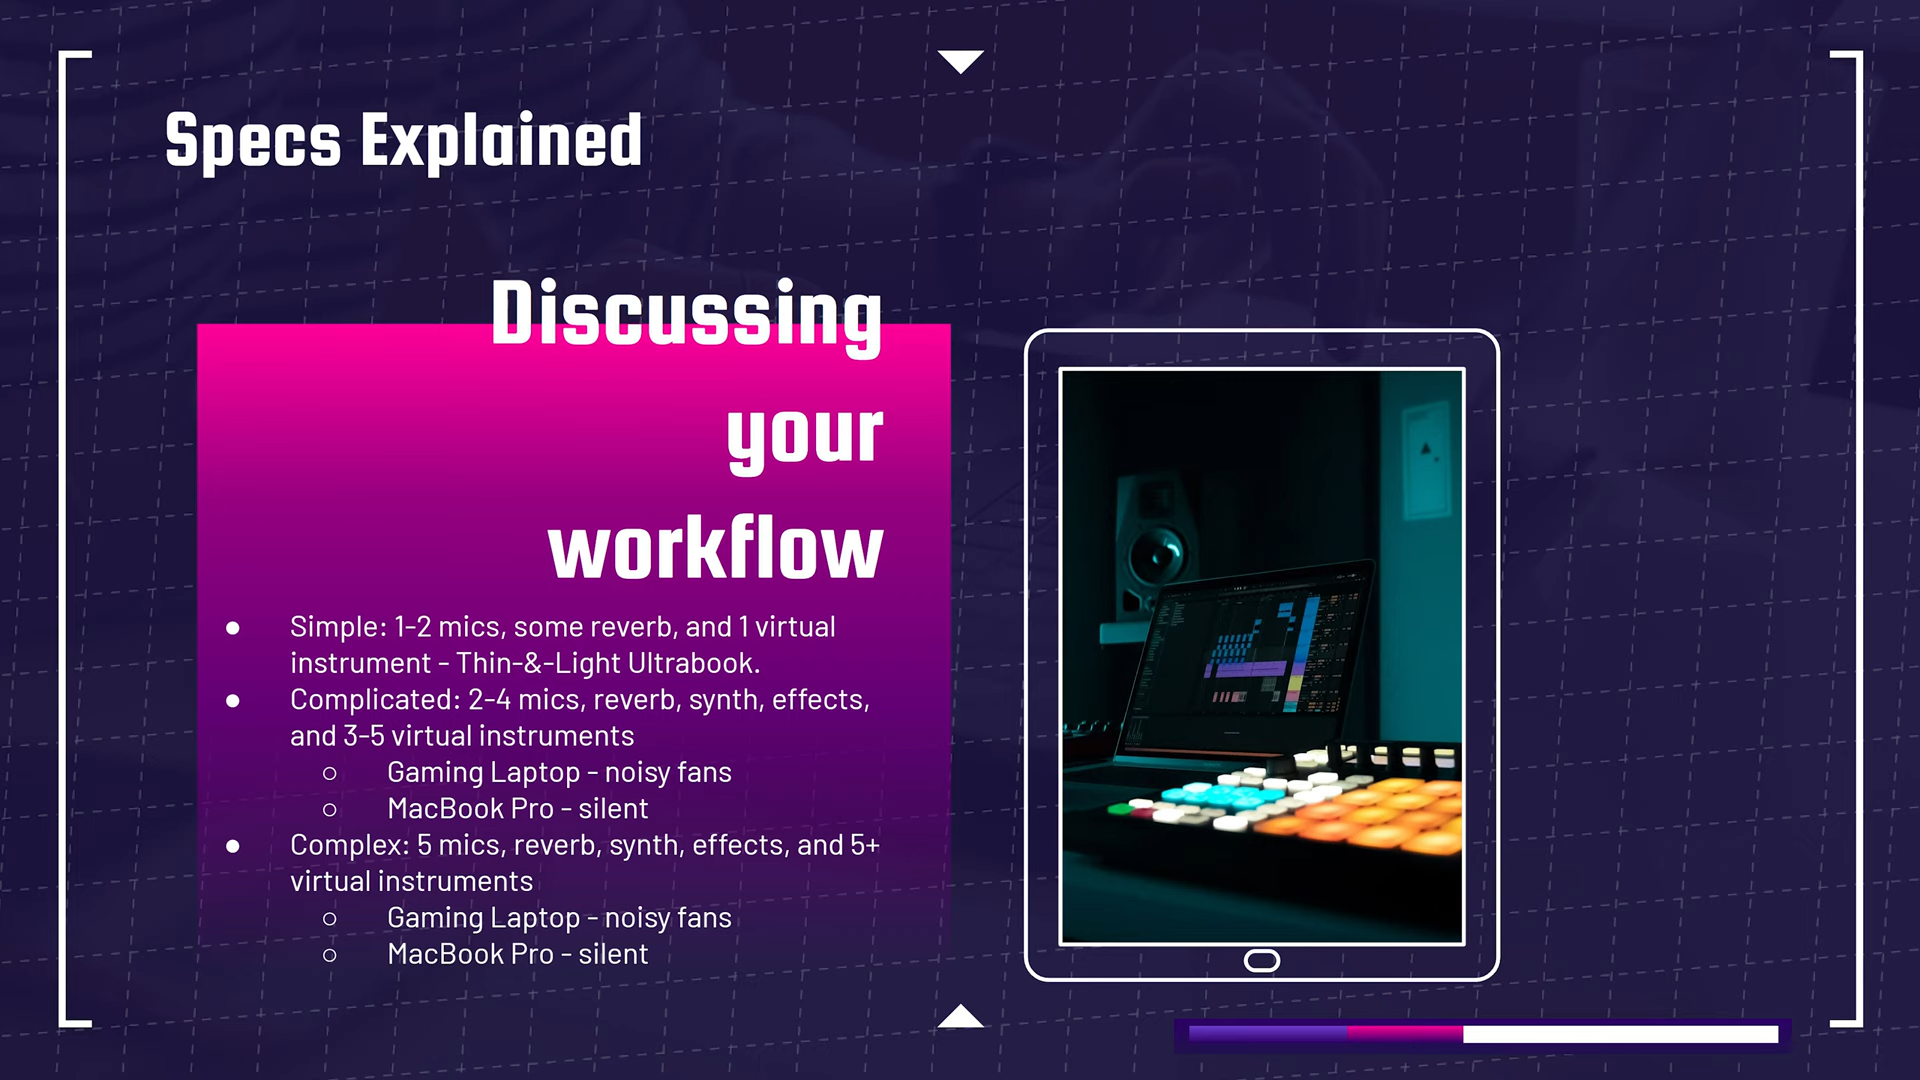 Specs Explained
Discussing
your
workflow
● Simple: 1-2 mics, some reverb, and 1 virtual
instrument - Thin-&-Light Ultrabook.
● Complicated: 2-4 mics, reverb, synth, effects,
and 3-5 virtual instruments
○ Gaming Laptop - noisy fans
○ MacBook Pro - silent
● Complex: 5 mics, reverb, synth, effects, and 5+
virtual instruments
○ Gaming Laptop - noisy fans
○ MacBook Pro - silent